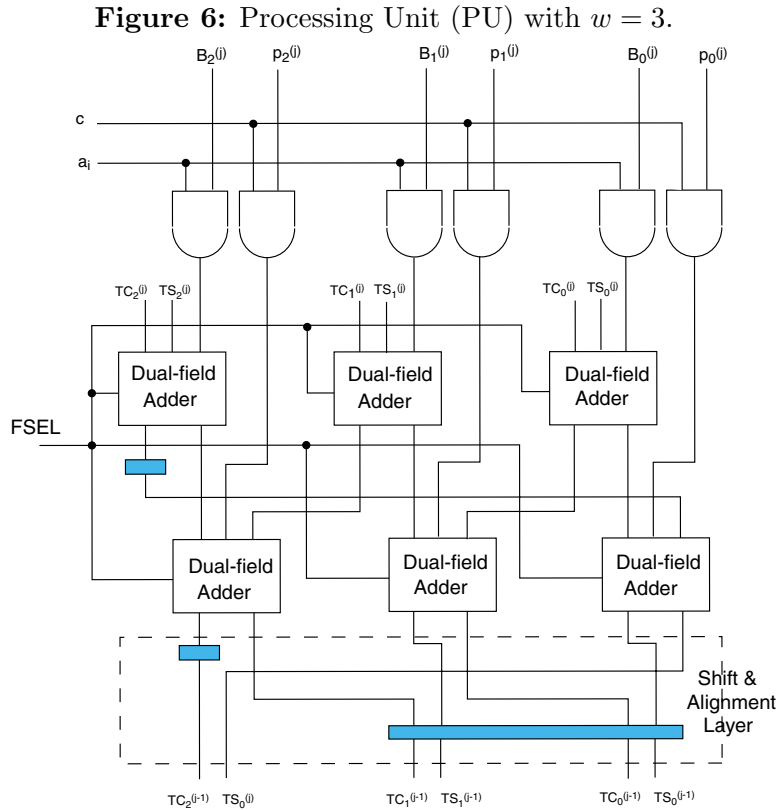 Figure 6: Processing Unit (PU) with w = 3.
B₂⁽ʲ⁾ p₂⁽ʲ⁾ B₁⁽ʲ⁾ p₁⁽ʲ⁾ B₀⁽ʲ⁾ p₀⁽ʲ⁾
c
aᵢ
TC₂⁽ʲ⁾ TS₂⁽ʲ⁾ TC₁⁽ʲ⁾ TS₁⁽ʲ⁾ TC₀⁽ʲ⁾ TS₀⁽ʲ⁾
Dual-field Dual-field Dual-field
Adder Adder Adder
FSEL
Dual-field Dual-field Dual-field
Adder Adder Adder
Shift &
Alignment
Layer
TC₂⁽ʲ⁻¹⁾ TS₀⁽ʲ⁾ TC₁⁽ʲ⁻¹⁾ TS₁⁽ʲ⁻¹⁾ TC₀⁽ʲ⁻¹⁾ TS₀⁽ʲ⁻¹⁾